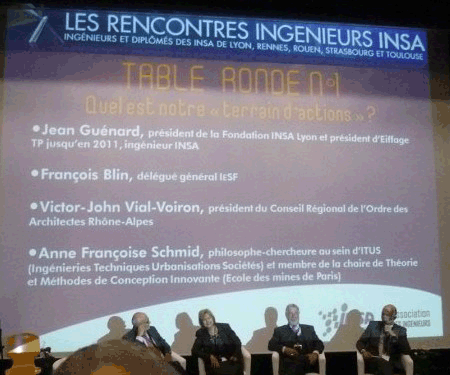 LES RENCONTRES INGENIEURS INSA
INGÉNIEURS ET DIPLÔMÉS DES INSA DE LYON, RENNES, ROUEN, STRASBOURG ET TOULOUSE
TABLE RONDE N°1
Quel est notre « terrain d'actions » ?
•Jean Guénard, président de la Fondation INSA Lyon et président d'Eiffage
TP jusqu'en 2011, ingénieur INSA
•François Blin, délégué général IESF
•Victor-John Vial-Voiron, président du Conseil Régional de l'Ordre des
Architectes Rhône-Alpes
•Anne Françoise Schmid, philosophe-chercheure au sein d'ITUS
(Ingénieries Techniques Urbanisations Sociétés) et membre de la chaire de Théorie
et Méthodes de Conception Innovante (Ecole des mines de Paris)
association
INGÉNIEURS